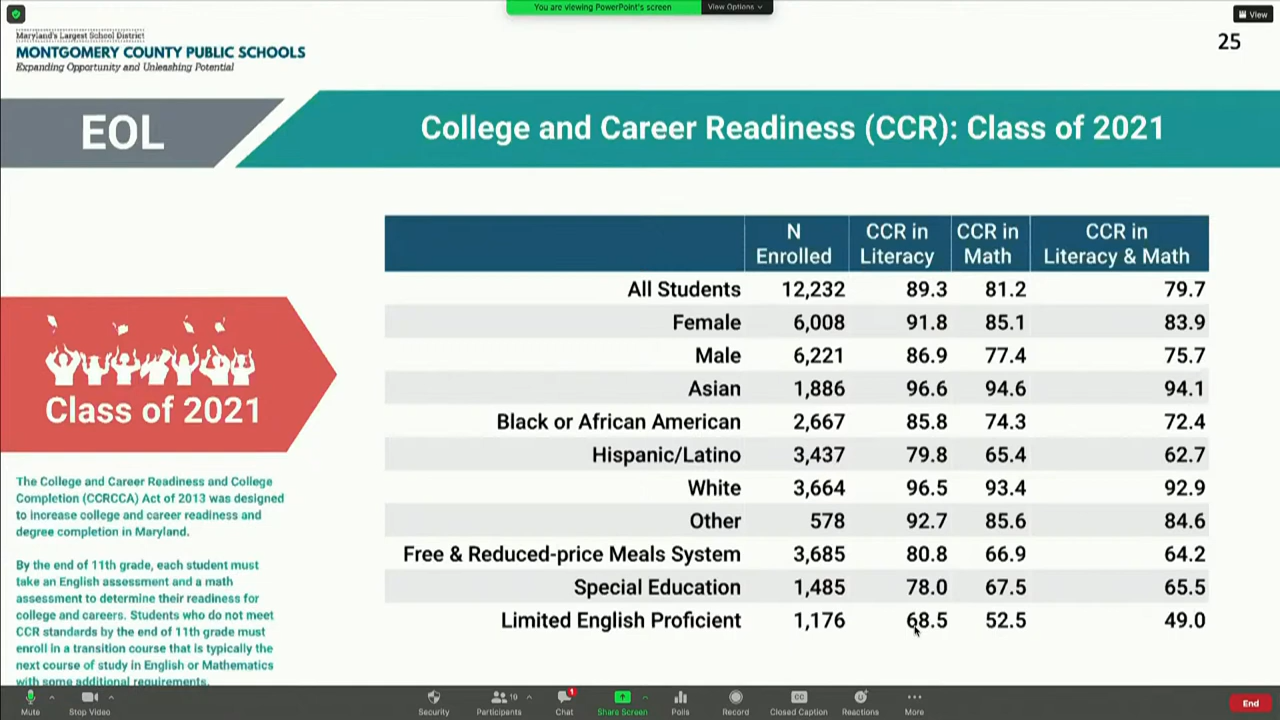 You are viewing PowerPoint's screen
View Options
View
Maryland's Largest School District
MONTGOMERY COUNTY PUBLIC SCHOOLS
Expanding Opportunity and Unleashing Potential
25
EOL
College and Career Readiness (CCR): Class of 2021
N Enrolled CCR in Literacy CCR in Math CCR in Literacy & Math
All Students 12,232 89.3 81.2 79.7
Female 6,008 91.8 85.1 83.9
Male 6,221 86.9 77.4 75.7
Asian 1,886 96.6 94.6 94.1
Black or African American 2,667 85.8 74.3 72.4
Hispanic/Latino 3,437 79.8 65.4 62.7
White 3,664 96.5 93.4 92.9
Other 578 92.7 85.6 84.6
Free & Reduced-price Meals System 3,685 80.8 66.9 64.2
Special Education 1,485 78.0 67.5 65.5
Limited English Proficient 1,176 68.5 52.5 49.0
Class of 2021
The College and Career Readiness and College
Completion (CCRCCA) Act of 2013 was designed
to increase college and career readiness and
degree completion in Maryland.
By the end of 11th grade, each student must
take an English assessment and a math
assessment to determine their readiness for
college and careers. Students who do not meet
CCR standards by the end of 11th grade must
enroll in a transition course that is typically the
next course of study in English or Mathematics
with some additional requirements.
Mute
Stop Video
Security
Participants 10
Chat 1
Share Screen
Polls
Record
CC
Closed Caption
Reactions
More
End